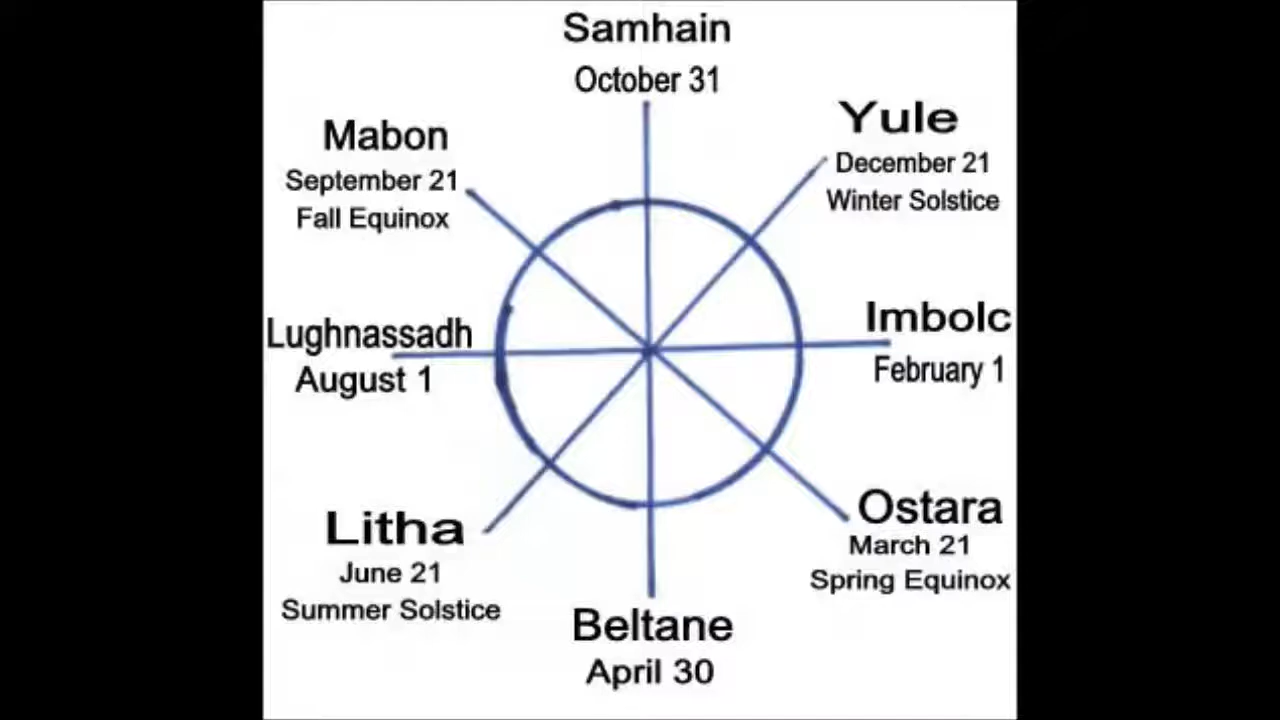 Samhain
October 31
Yule
December 21
Winter Solstice
Imbolc
February 1
Ostara
March 21
Spring Equinox
Beltane
April 30
Litha
June 21
Summer Solstice
Lughnassadh
August 1
Mabon
September 21
Fall Equinox